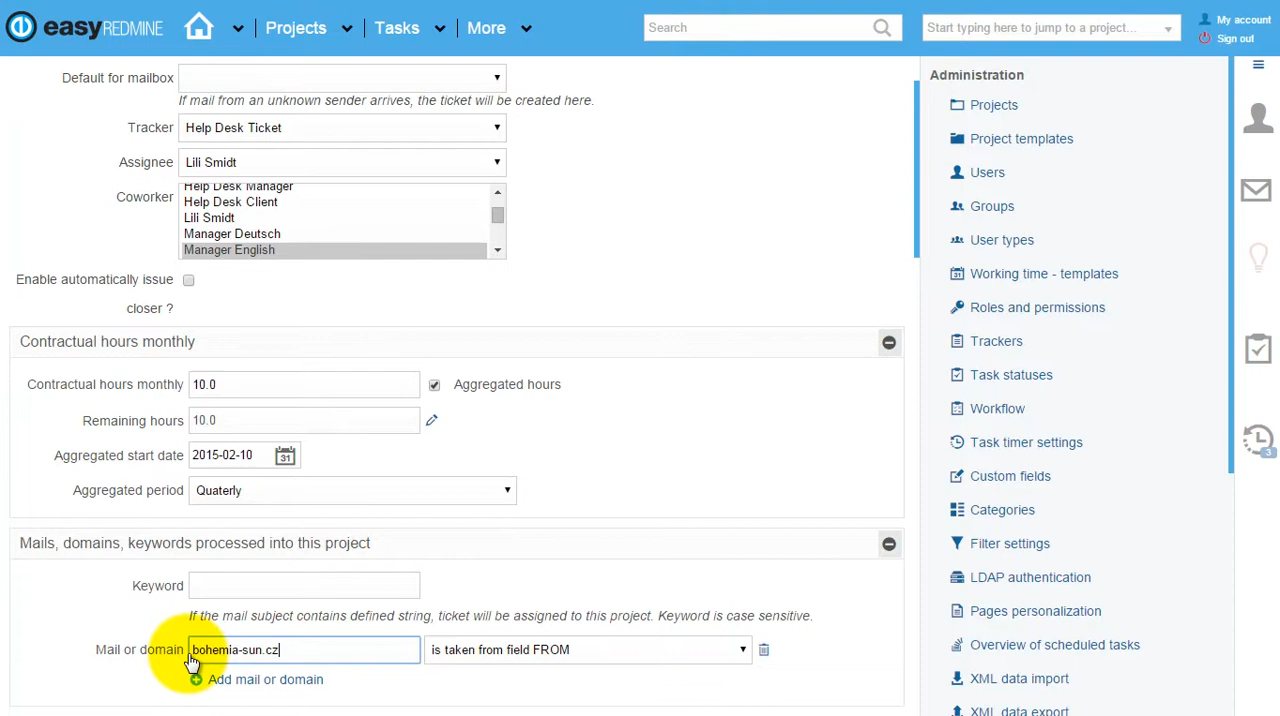 easy REDMINE
Projects
Tasks
More
Search
Start typing here to jump to a project...
My account
Sign out
Default for mailbox
If mail from an unknown sender arrives, the ticket will be created here.
Tracker Help Desk Ticket
Assignee Lili Smidt
Coworker
Help Desk Manager
Help Desk Client
Lili Smidt
Manager Deutsch
Manager English
Enable automatically issue
closer ?
Contractual hours monthly
Contractual hours monthly 10.0 Aggregated hours
Remaining hours 10.0
Aggregated start date 2015-02-10 31
Aggregated period Quaterly
Mails, domains, keywords processed into this project
Keyword
If the mail subject contains defined string, ticket will be assigned to this project. Keyword is case sensitive.
Mail or domain bohemia-sun.cz is taken from field FROM
Add mail or domain
Administration
Projects
Project templates
Users
Groups
User types
Working time - templates
Roles and permissions
Trackers
Task statuses
Workflow
Task timer settings
Custom fields
Categories
Filter settings
LDAP authentication
Pages personalization
Overview of scheduled tasks
XML data import
XML data export
3